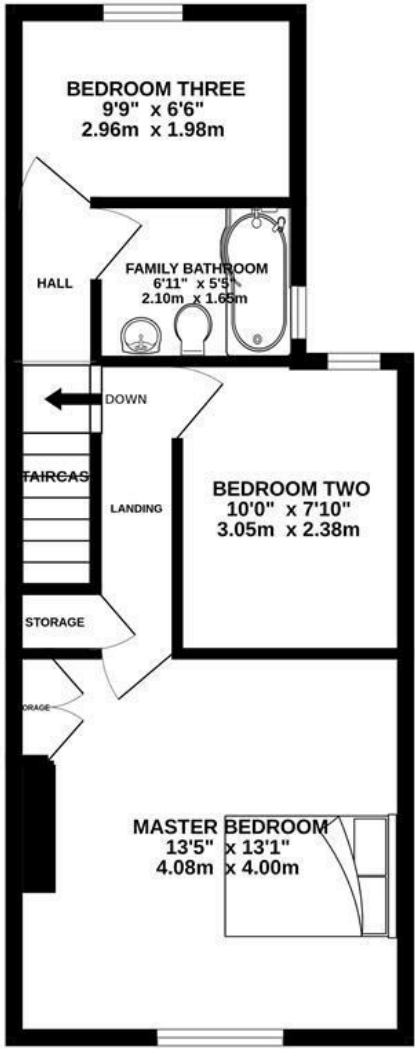 BEDROOM THREE
9'9" x 6'6"
2.96m x 1.98m
HALL
FAMILY BATHROOM
6'11" x 5'5"
2.10m x 1.65m
DOWN
TAIRCAS
LANDING
BEDROOM TWO
10'0" x 7'10"
3.05m x 2.38m
STORAGE
ORAGE
MASTER BEDROOM
13'5" x 13'1"
4.08m x 4.00m